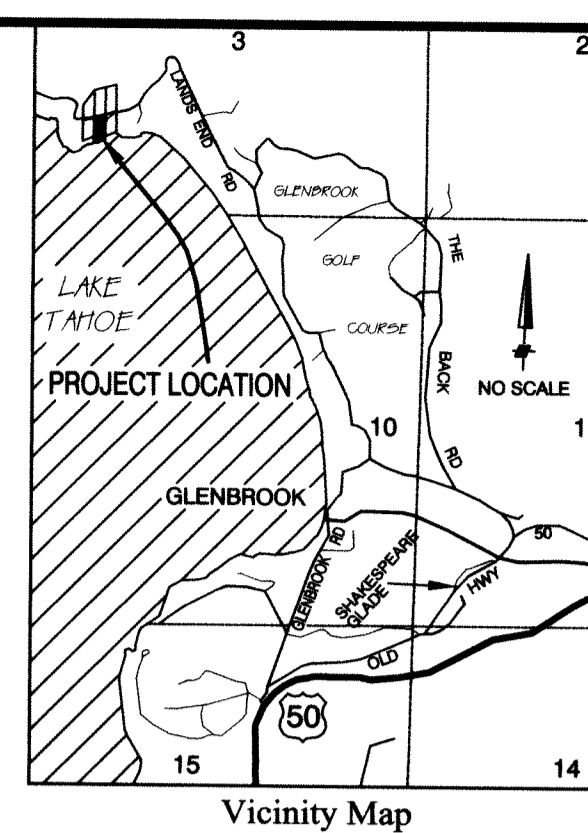 3
2
LANDS END RD
GLENBROOK
GOLF
COURSE
THE
BACK
RD
LAKE
TAHOE
PROJECT LOCATION
NO SCALE
10
1
GLENBROOK
50
GLENBROOK RD
SHAKESPEARE
GLADE
OLD
HWY
50
15
14
Vicinity Map